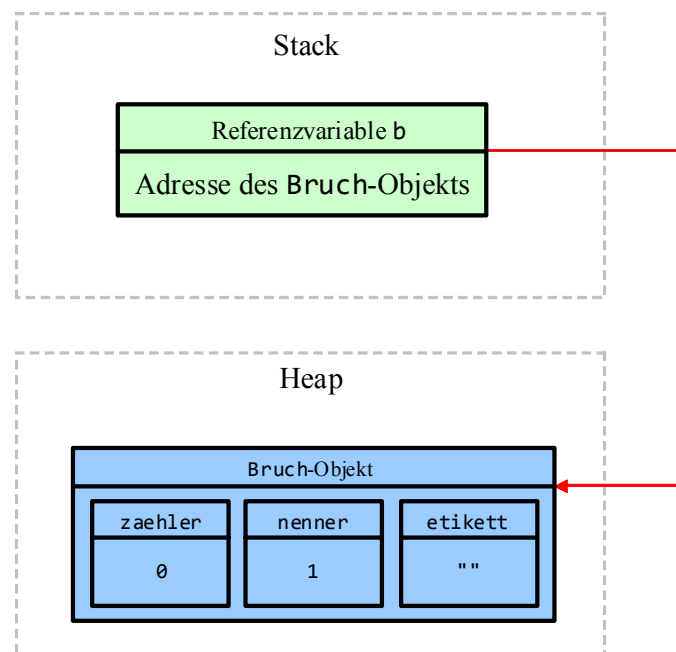 Stack
Referenzvariable b
Adresse des Bruch-Objekts
Heap
Bruch-Objekt
zaehler nenner etikett
0 1 ""